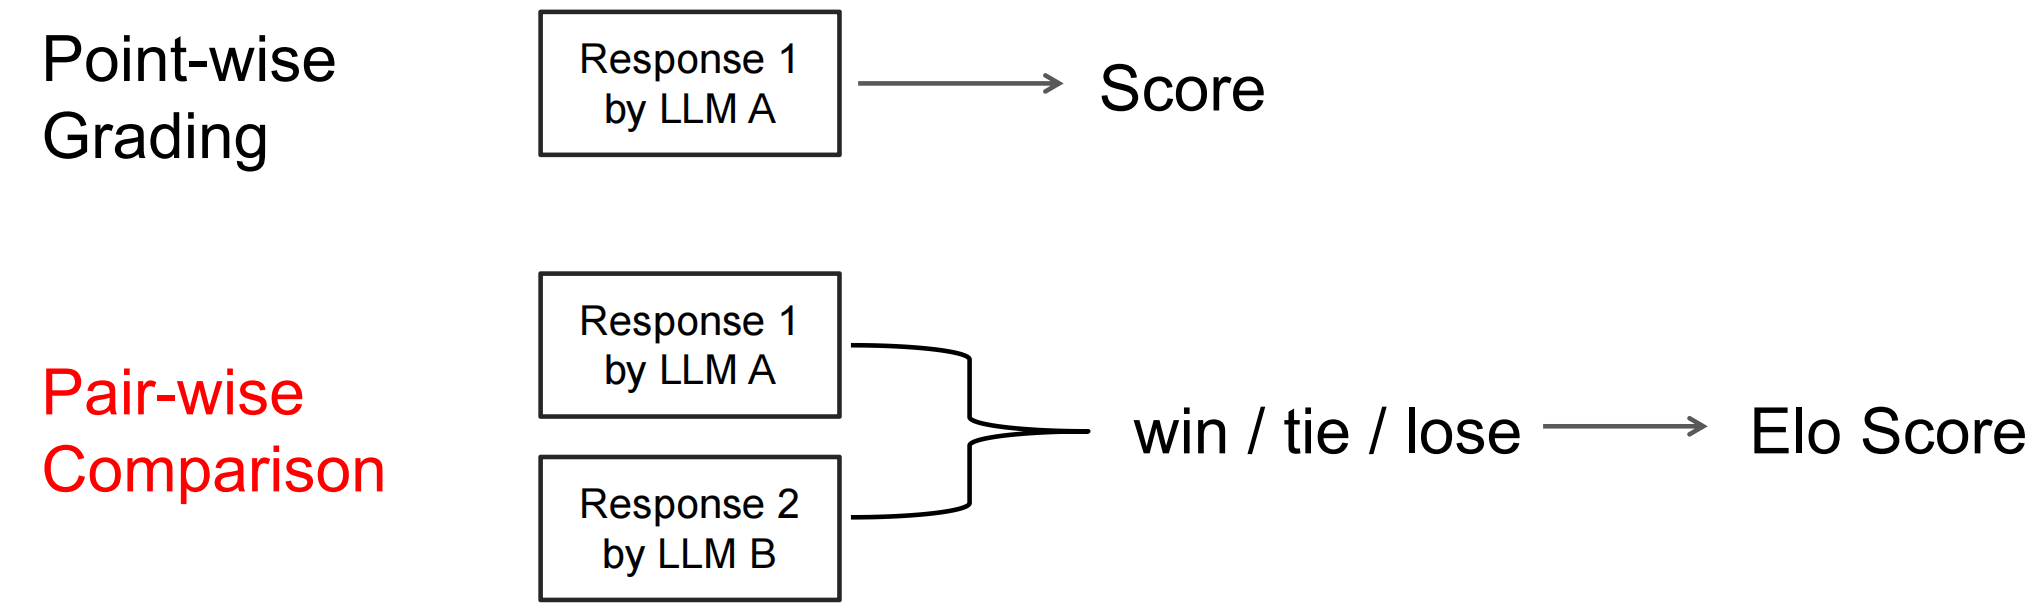 Point-wise
Grading
Response 1
by LLM A
Score
Pair-wise
Comparison
Response 1
by LLM A
Response 2
by LLM B
win / tie / lose
Elo Score